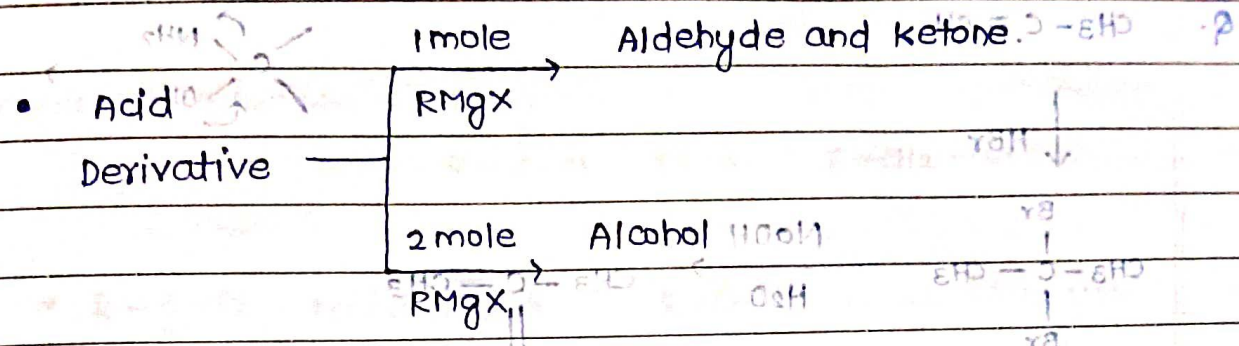 1 mole Aldehyde and ketone.
• Acid RMgX
Derivative
2 mole Alcohol
RMgX